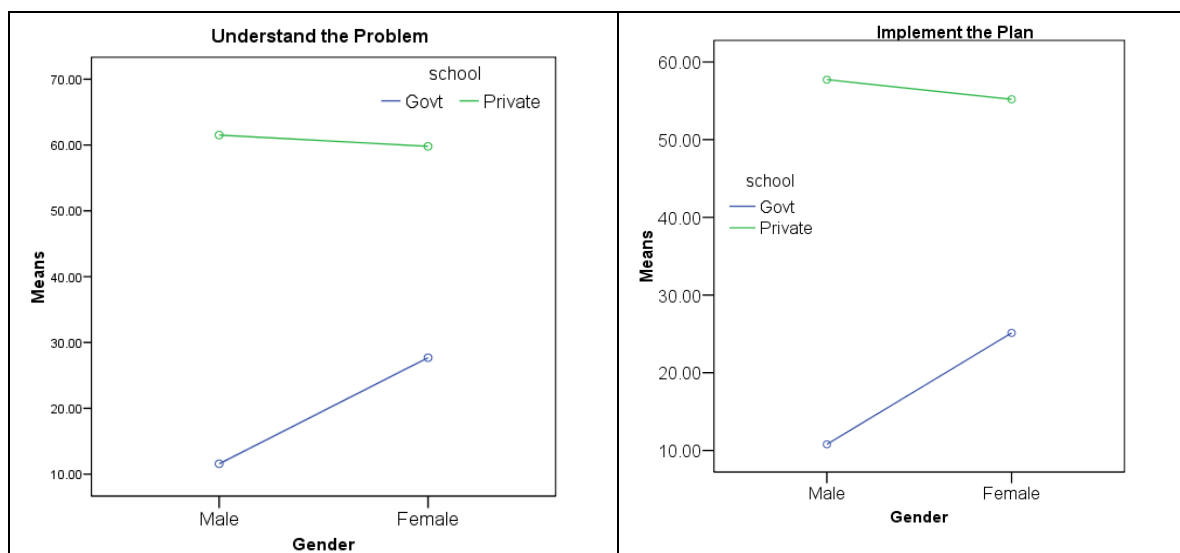 Understand the Problem
school
Govt Private
70.00
60.00
50.00
40.00
30.00
20.00
10.00
Means
Male Female
Gender
Implement the Plan
60.00
50.00
40.00
30.00
20.00
10.00
school
Govt
Private
Means
Male Female
Gender